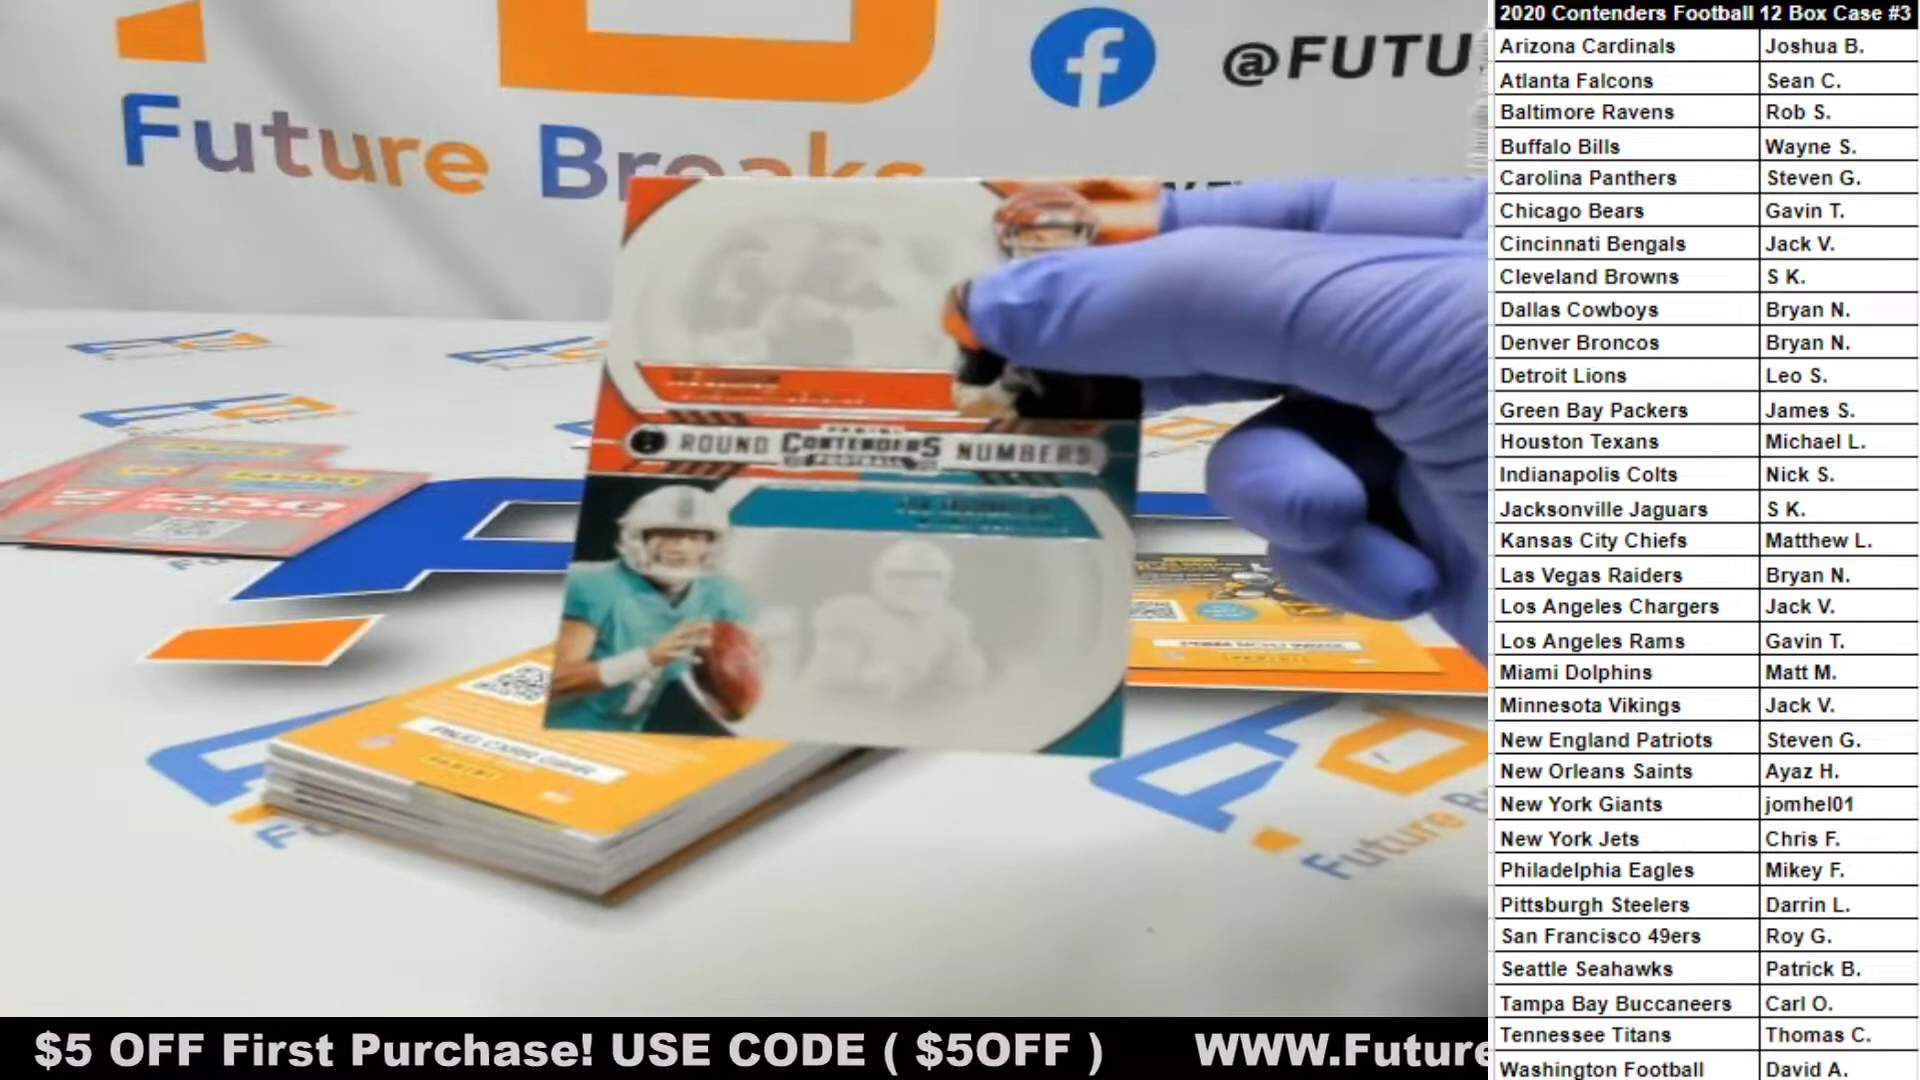 Future Breaks
@FUTU
ROUND CONTENDERS NUMBERS
FOOTBALL
PANINI
2020 Contenders Football 12 Box Case #3
Arizona Cardinals Joshua B.
Atlanta Falcons Sean C.
Baltimore Ravens Rob S.
Buffalo Bills Wayne S.
Carolina Panthers Steven G.
Chicago Bears Gavin T.
Cincinnati Bengals Jack V.
Cleveland Browns S K.
Dallas Cowboys Bryan N.
Denver Broncos Bryan N.
Detroit Lions Leo S.
Green Bay Packers James S.
Houston Texans Michael L.
Indianapolis Colts Nick S.
Jacksonville Jaguars S K.
Kansas City Chiefs Matthew L.
Las Vegas Raiders Bryan N.
Los Angeles Chargers Jack V.
Los Angeles Rams Gavin T.
Miami Dolphins Matt M.
Minnesota Vikings Jack V.
New England Patriots Steven G.
New Orleans Saints Ayaz H.
New York Giants jomhel01
New York Jets Chris F.
Philadelphia Eagles Mikey F.
Pittsburgh Steelers Darrin L.
San Francisco 49ers Roy G.
Seattle Seahawks Patrick B.
Tampa Bay Buccaneers Carl O.
Tennessee Titans Thomas C.
Washington Football David A.
$5 OFF First Purchase! USE CODE ( $5OFF ) WWW.Future